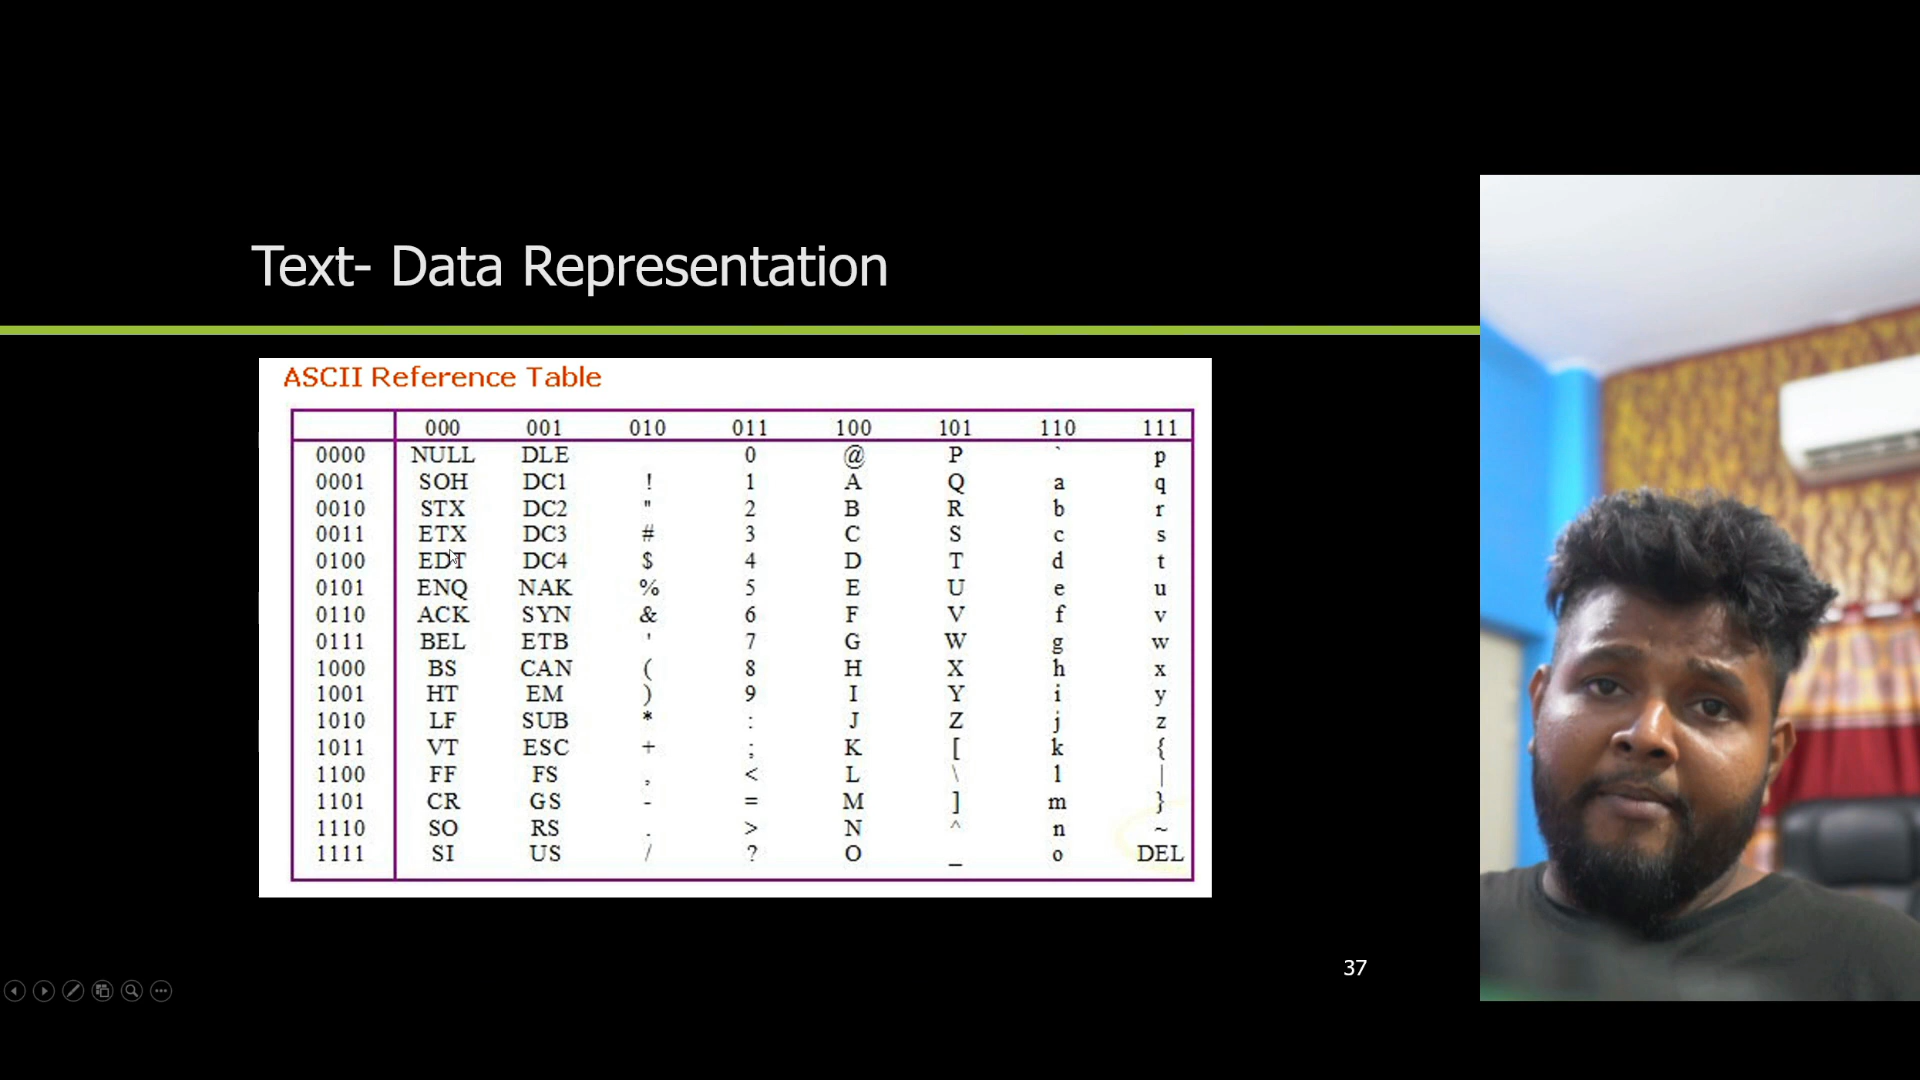 Text- Data Representation
ASCII Reference Table
000 001 010 011 100 101 110 111
0000 NULL DLE 0 @ P ` p
0001 SOH DC1 ! 1 A Q a q
0010 STX DC2 " 2 B R b r
0011 ETX DC3 # 3 C S c s
0100 EDT DC4 $ 4 D T d t
0101 ENQ NAK % 5 E U e u
0110 ACK SYN & 6 F V f v
0111 BEL ETB ' 7 G W g w
1000 BS CAN ( 8 H X h x
1001 HT EM ) 9 I Y i y
1010 LF SUB * : J Z j z
1011 VT ESC + ; K [ k {
1100 FF FS , < L \ l |
1101 CR GS - = M ] m }
1110 SO RS . > N ^ n ~
1111 SI US / ? O _ o DEL
37